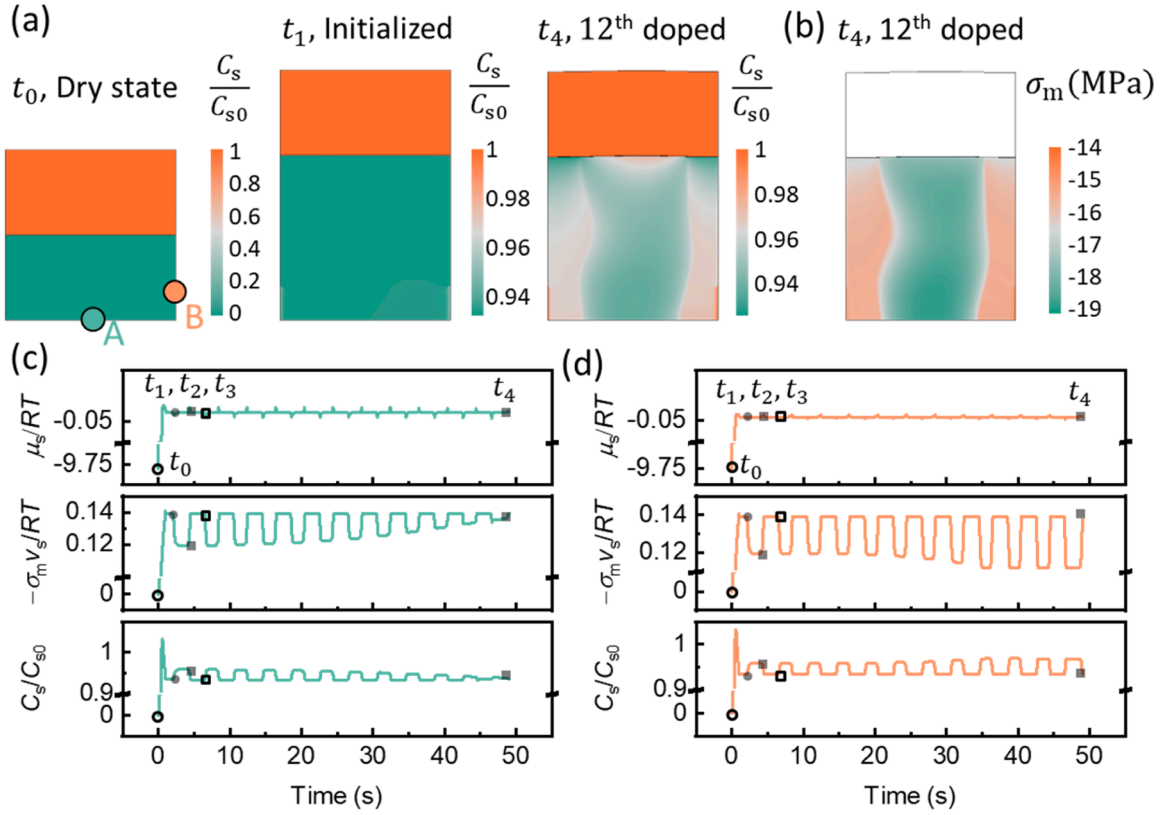 (a)
t₁, Initialized
t₄, 12ᵗʰ doped
(b)
t₄, 12ᵗʰ doped
t₀, Dry state
Cₛ/Cₛ₀
Cₛ/Cₛ₀
Cₛ/Cₛ₀
σₘ(MPa)
1
0.8
0.6
0.4
0.2
0
1
0.98
0.96
0.94
1
0.98
0.96
0.94
-14
-15
-16
-17
-18
-19
A
B
(c)
t₁, t₂, t₃
t₄
t₀
μₛ/RT
-0.05
-9.75
−σₘvₛ/RT
0.14
0.12
0
Cₛ/Cₛ₀
1
0.9
0
0 10 20 30 40 50
Time (s)
(d)
t₁, t₂, t₃
t₄
t₀
μₛ/RT
-0.05
-9.75
−σₘvₛ/RT
0.14
0.12
0
Cₛ/Cₛ₀
1
0.9
0
0 10 20 30 40 50
Time (s)